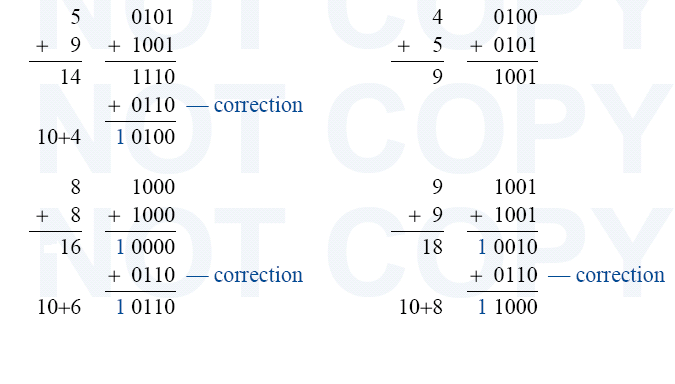 5 0101
+ 9 + 1001
14 1110
+ 0110 — correction
10+4 1 0100
4 0100
+ 5 + 0101
9 1001
8 1000
+ 8 + 1000
16 1 0000
+ 0110 — correction
10+6 1 0110
9 1001
+ 9 + 1001
18 1 0010
+ 0110 — correction
10+8 1 1000
NOT COPY
NOT COPY
NOT COPY